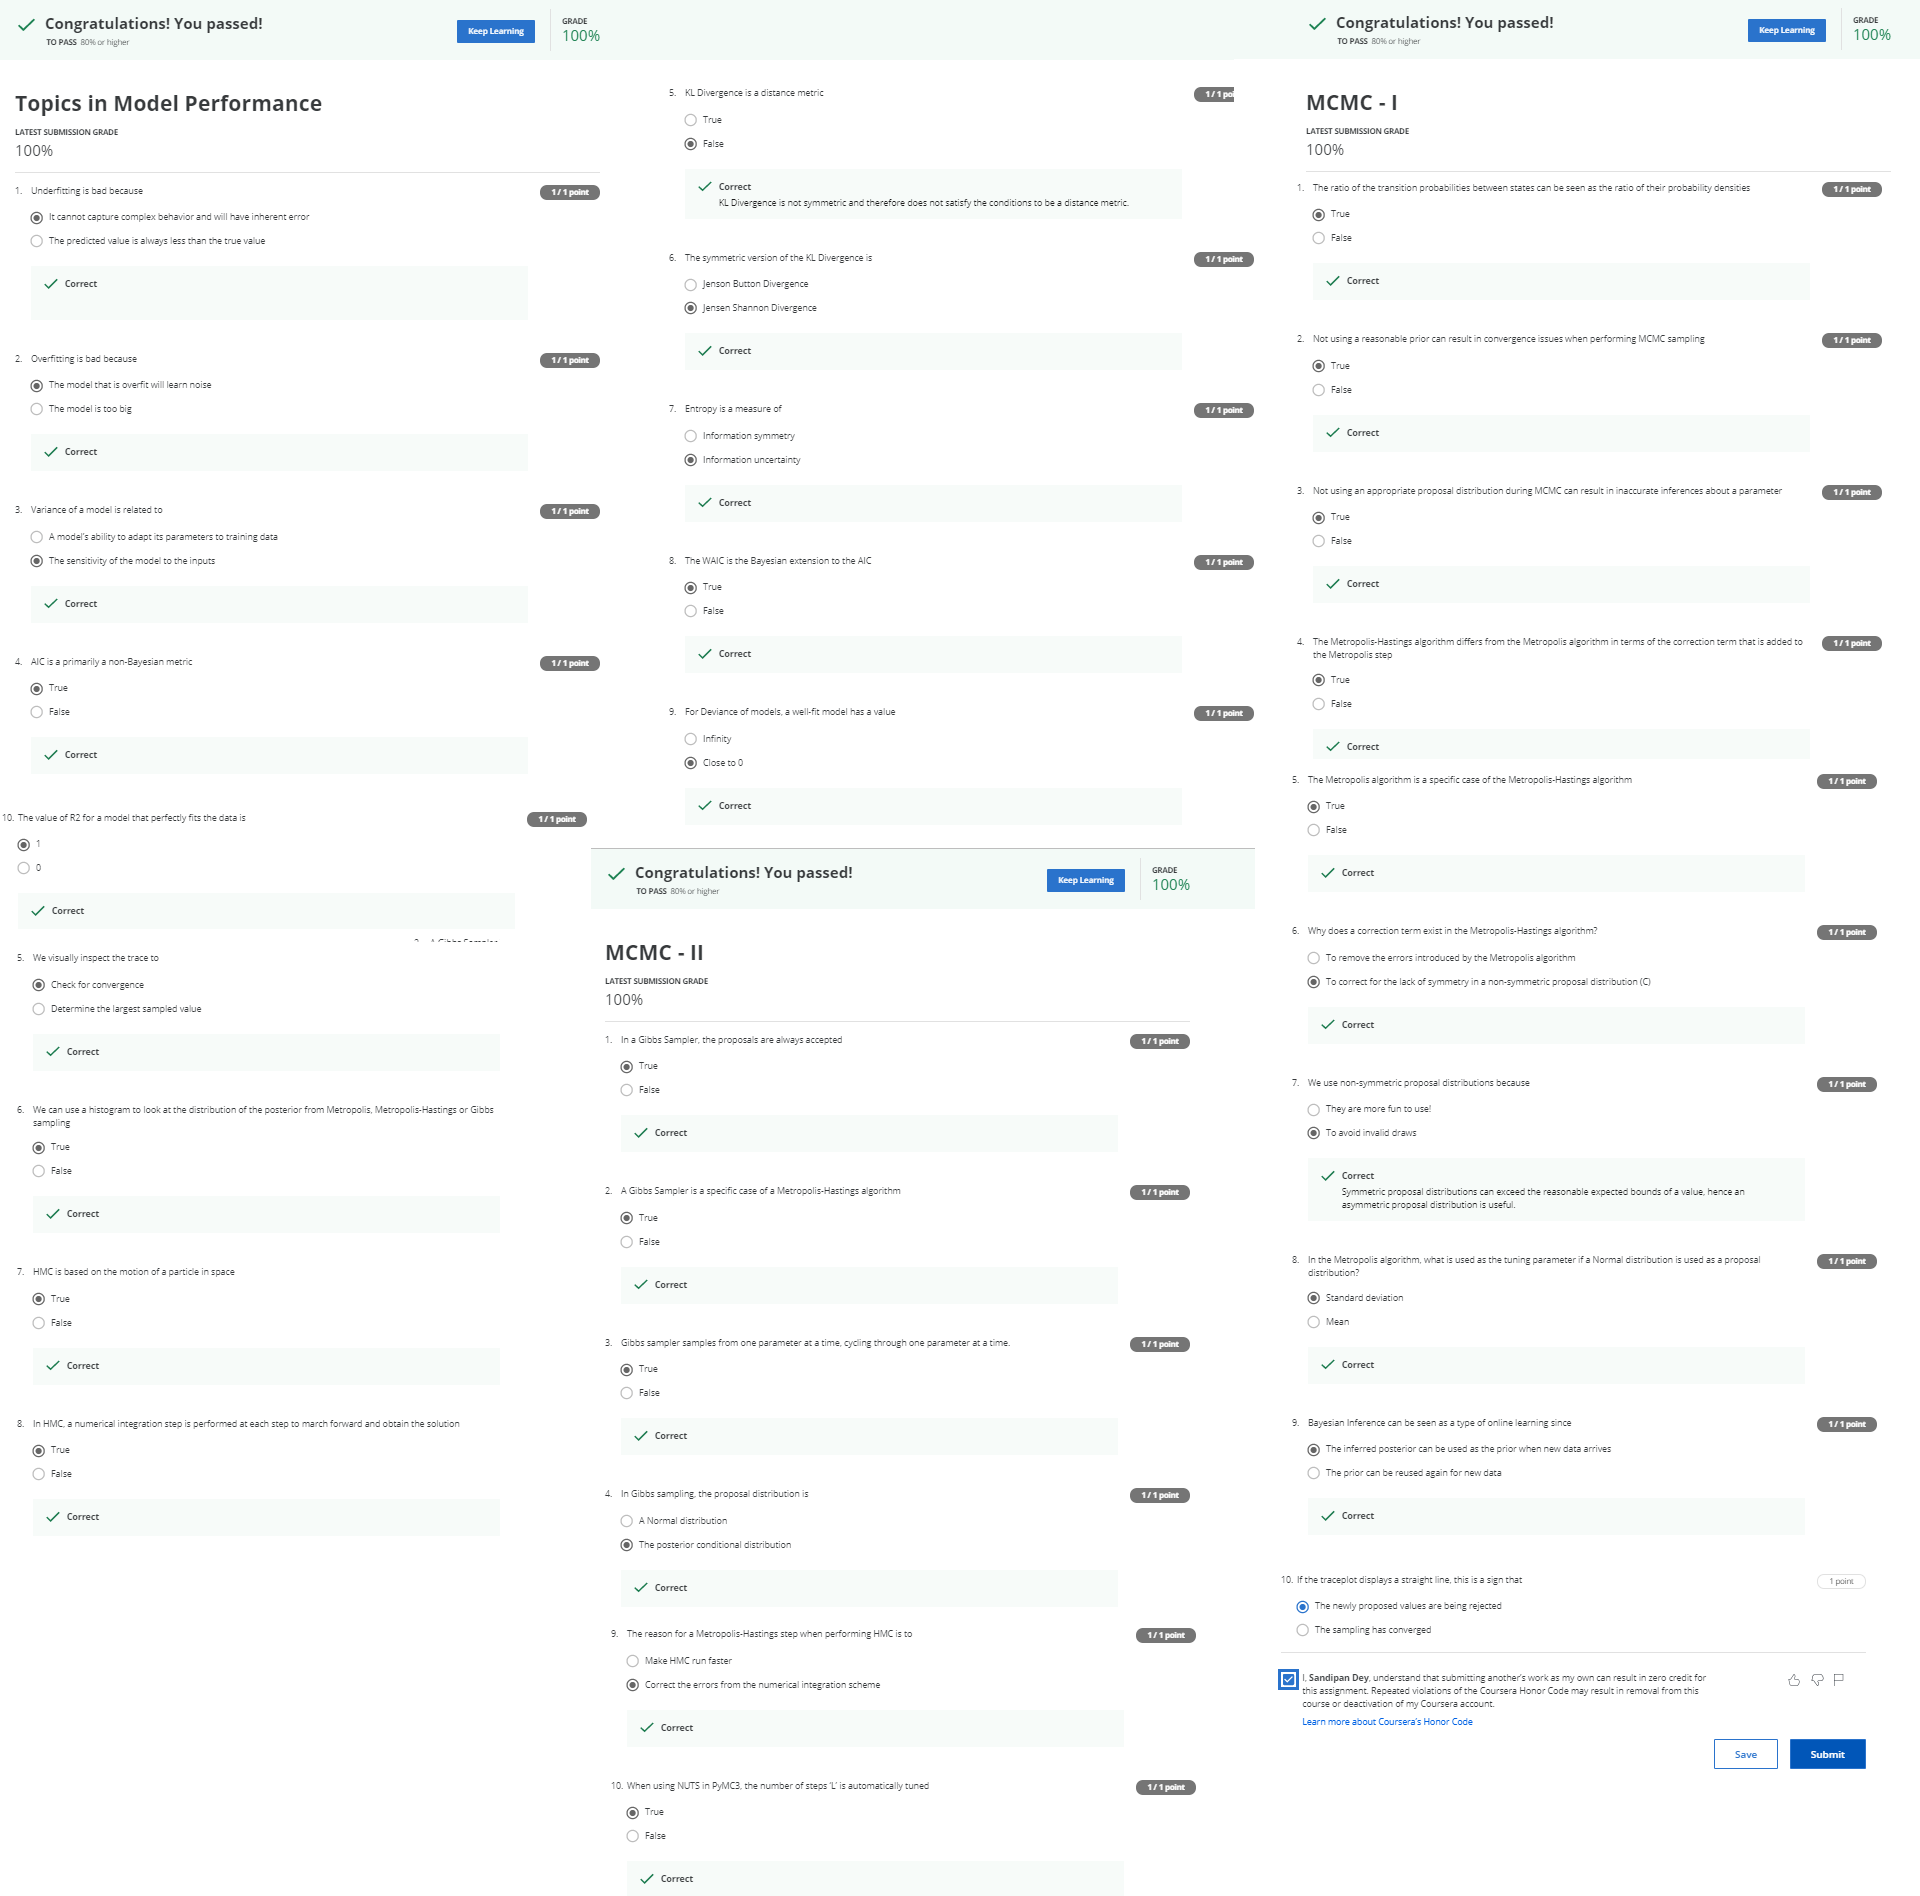 Congratulations! You passed!
TO PASS 80% or higher
Keep Learning
GRADE
100%
Topics in Model Performance
LATEST SUBMISSION GRADE
100%
1. Underfitting is bad because
1 / 1 point
It cannot capture complex behavior and will have inherent error
The predicted value is always less than the true value
Correct
2. Overfitting is bad because
1 / 1 point
The model that is overfit will learn noise
The model is too big
Correct
3. Variance of a model is related to
1 / 1 point
A model's ability to adapt its parameters to training data
The sensitivity of the model to the inputs
Correct
4. AIC is a primarily a non-Bayesian metric
1 / 1 point
True
False
Correct
5. KL Divergence is a distance metric
1 / 1 poi
True
False
Correct
KL Divergence is not symmetric and therefore does not satisfy the conditions to be a distance metric.
6. The symmetric version of the KL Divergence is
1 / 1 point
Jenson Button Divergence
Jensen Shannon Divergence
Correct
7. Entropy is a measure of
1 / 1 point
Information symmetry
Information uncertainty
Correct
8. The WAIC is the Bayesian extension to the AIC
1 / 1 point
True
False
Correct
9. For Deviance of models, a well-fit model has a value
1 / 1 point
Infinity
Close to 0
Correct
10. The value of R2 for a model that perfectly fits the data is
1 / 1 point
1
0
Correct
Congratulations! You passed!
TO PASS 80% or higher
Keep Learning
GRADE
100%
MCMC - I
LATEST SUBMISSION GRADE
100%
1. The ratio of the transition probabilities between states can be seen as the ratio of their probability densities
1 / 1 point
True
False
Correct
2. Not using a reasonable prior can result in convergence issues when performing MCMC sampling
1 / 1 point
True
False
Correct
3. Not using an appropriate proposal distribution during MCMC can result in inaccurate inferences about a parameter
1 / 1 point
True
False
Correct
4. The Metropolis-Hastings algorithm differs from the Metropolis algorithm in terms of the correction term that is added to
the Metropolis step
1 / 1 point
True
False
Correct
5. The Metropolis algorithm is a specific case of the Metropolis-Hastings algorithm
1 / 1 point
True
False
Correct
6. Why does a correction term exist in the Metropolis-Hastings algorithm?
1 / 1 point
To remove the errors introduced by the Metropolis algorithm
To correct for the lack of symmetry in a non-symmetric proposal distribution (C)
Correct
7. We use non-symmetric proposal distributions because
1 / 1 point
They are more fun to use!
To avoid invalid draws
Correct
Symmetric proposal distributions can exceed the reasonable expected bounds of a value, hence an
asymmetric proposal distribution is useful.
8. In the Metropolis algorithm, what is used as the tuning parameter if a Normal distribution is used as a proposal
distribution?
1 / 1 point
Standard deviation
Mean
Correct
9. Bayesian Inference can be seen as a type of online learning since
1 / 1 point
The inferred posterior can be used as the prior when new data arrives
The prior can be reused again for new data
Correct
10. If the traceplot displays a straight line, this is a sign that
1 point
The newly proposed values are being rejected
The sampling has converged
I, Sandipan Dey, understand that submitting another's work as my own can result in zero credit for
this assignment. Repeated violations of the Coursera Honor Code may result in removal from this
course or deactivation of my Coursera account.
Learn more about Coursera's Honor Code
Save
Submit
Congratulations! You passed!
TO PASS 80% or higher
Keep Learning
GRADE
100%
MCMC - II
LATEST SUBMISSION GRADE
100%
1. In a Gibbs Sampler, the proposals are always accepted
1 / 1 point
True
False
Correct
2. A Gibbs Sampler is a specific case of a Metropolis-Hastings algorithm
1 / 1 point
True
False
Correct
3. Gibbs sampler samples from one parameter at a time, cycling through one parameter at a time.
1 / 1 point
True
False
Correct
4. In Gibbs sampling, the proposal distribution is
1 / 1 point
A Normal distribution
The posterior conditional distribution
Correct
5. We visually inspect the trace to
Check for convergence
Determine the largest sampled value
Correct
6. We can use a histogram to look at the distribution of the posterior from Metropolis, Metropolis-Hastings or Gibbs
sampling
True
False
Correct
7. HMC is based on the motion of a particle in space
True
False
Correct
8. In HMC, a numerical integration step is performed at each step to march forward and obtain the solution
True
False
Correct
9. The reason for a Metropolis-Hastings step when performing HMC is to
1 / 1 point
Make HMC run faster
Correct the errors from the numerical integration scheme
Correct
10. When using NUTS in PyMC3, the number of steps 'L' is automatically tuned
1 / 1 point
True
False
Correct